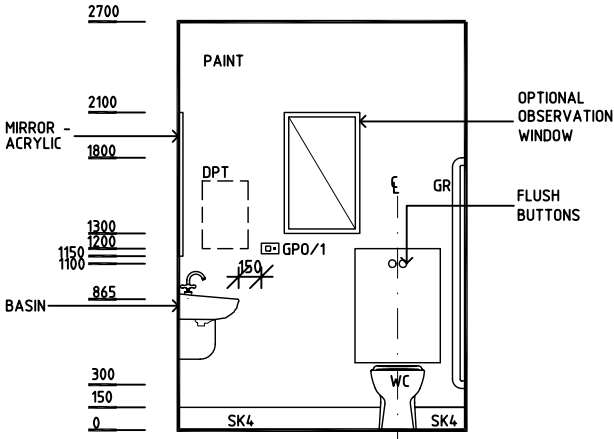 2700
PAINT
2100
OPTIONAL
OBSERVATION
WINDOW
MIRROR -
ACRYLIC
1800
DPT
℄
GR
FLUSH
BUTTONS
1300
1200
GPO/1
1150
1100
150
865
BASIN
300
WC
150
SK4
SK4
0